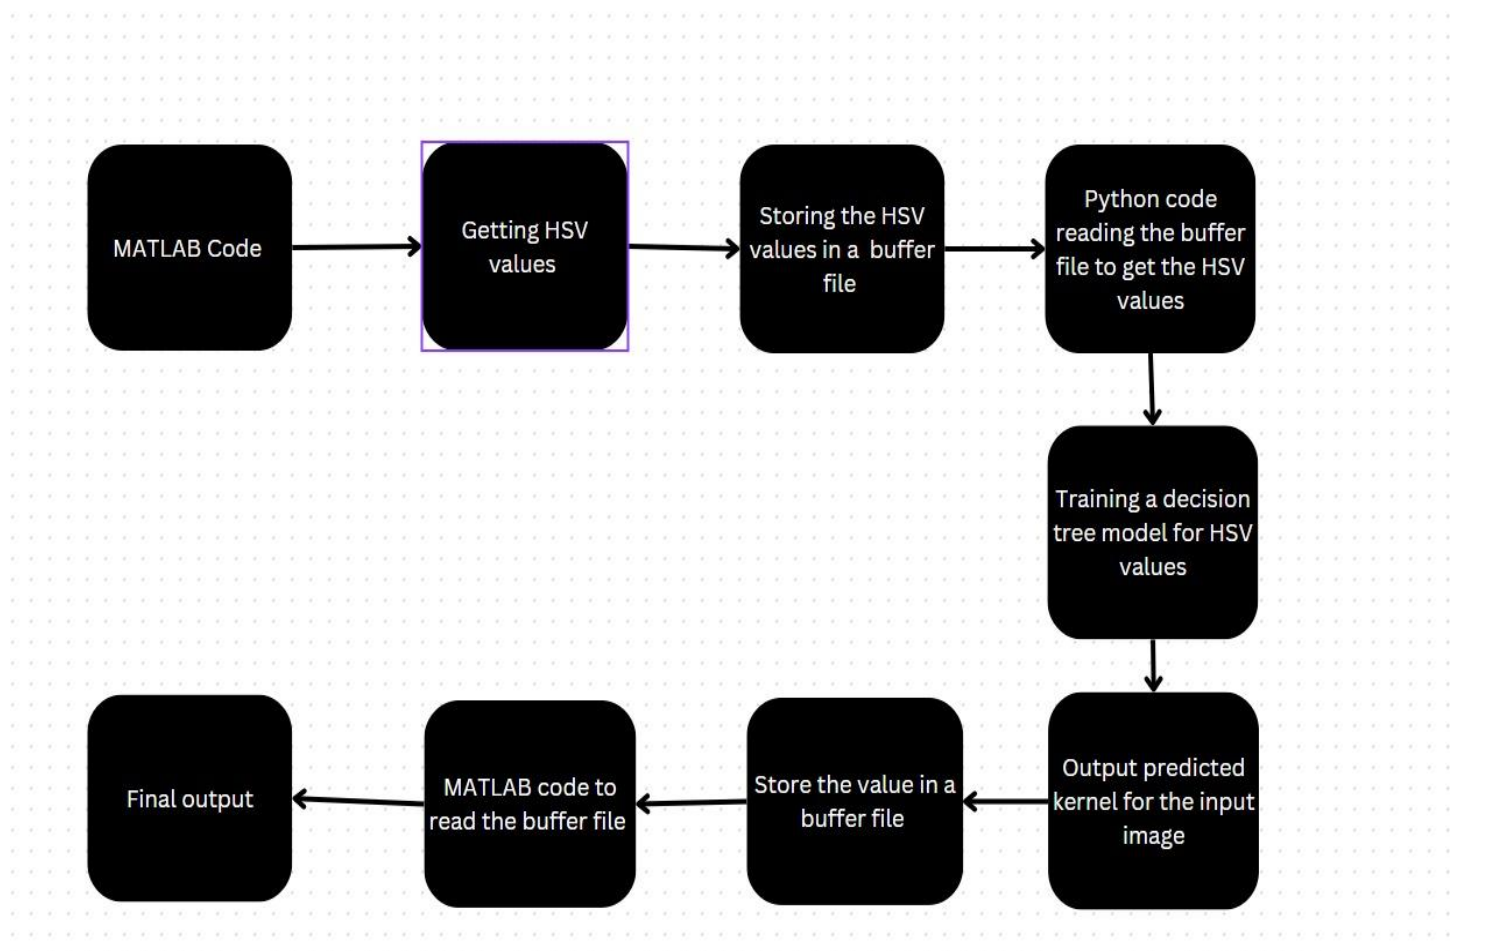 MATLAB Code
Getting HSV
values
Storing the HSV
values in a buffer
file
Python code
reading the buffer
file to get the HSV
values
Training a decision
tree model for HSV
values
Output predicted
kernel for the input
image
Store the value in a
buffer file
MATLAB code to
read the buffer file
Final output